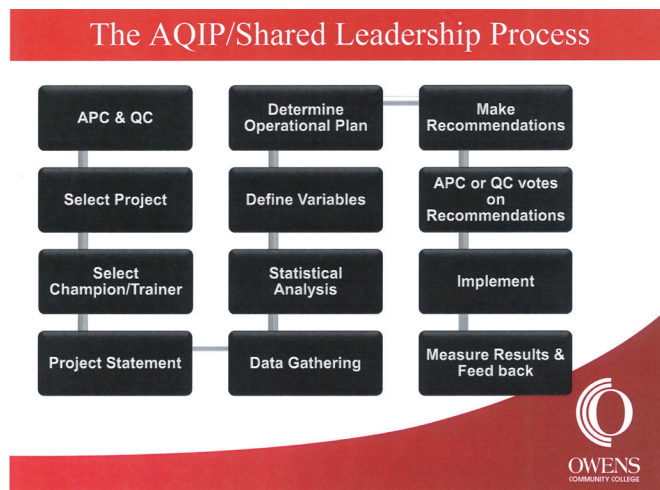 The AQIP/Shared Leadership Process
APC & QC
Select Project
Select
Champion/Trainer
Project Statement
Data Gathering
Statistical
Analysis
Define Variables
Determine
Operational Plan
Make
Recommendations
APC or QC votes
on
Recommendations
Implement
Measure Results &
Feed back
OWENS
COMMUNITY COLLEGE